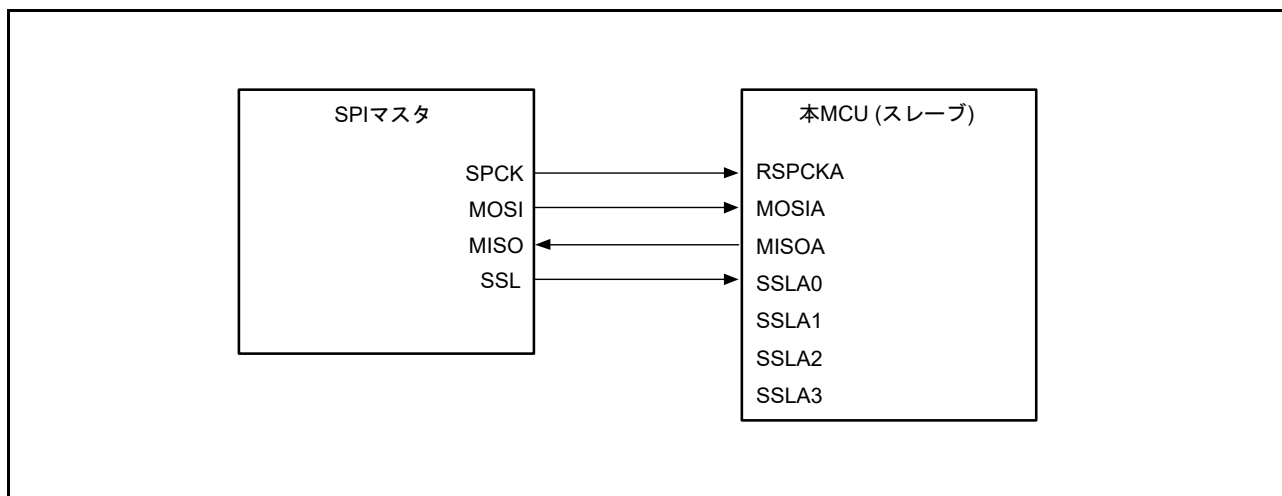 SPIマスタ
SPCK
MOSI
MISO
SSL
本MCU (スレーブ)
RSPCKA
MOSIA
MISOA
SSLA0
SSLA1
SSLA2
SSLA3